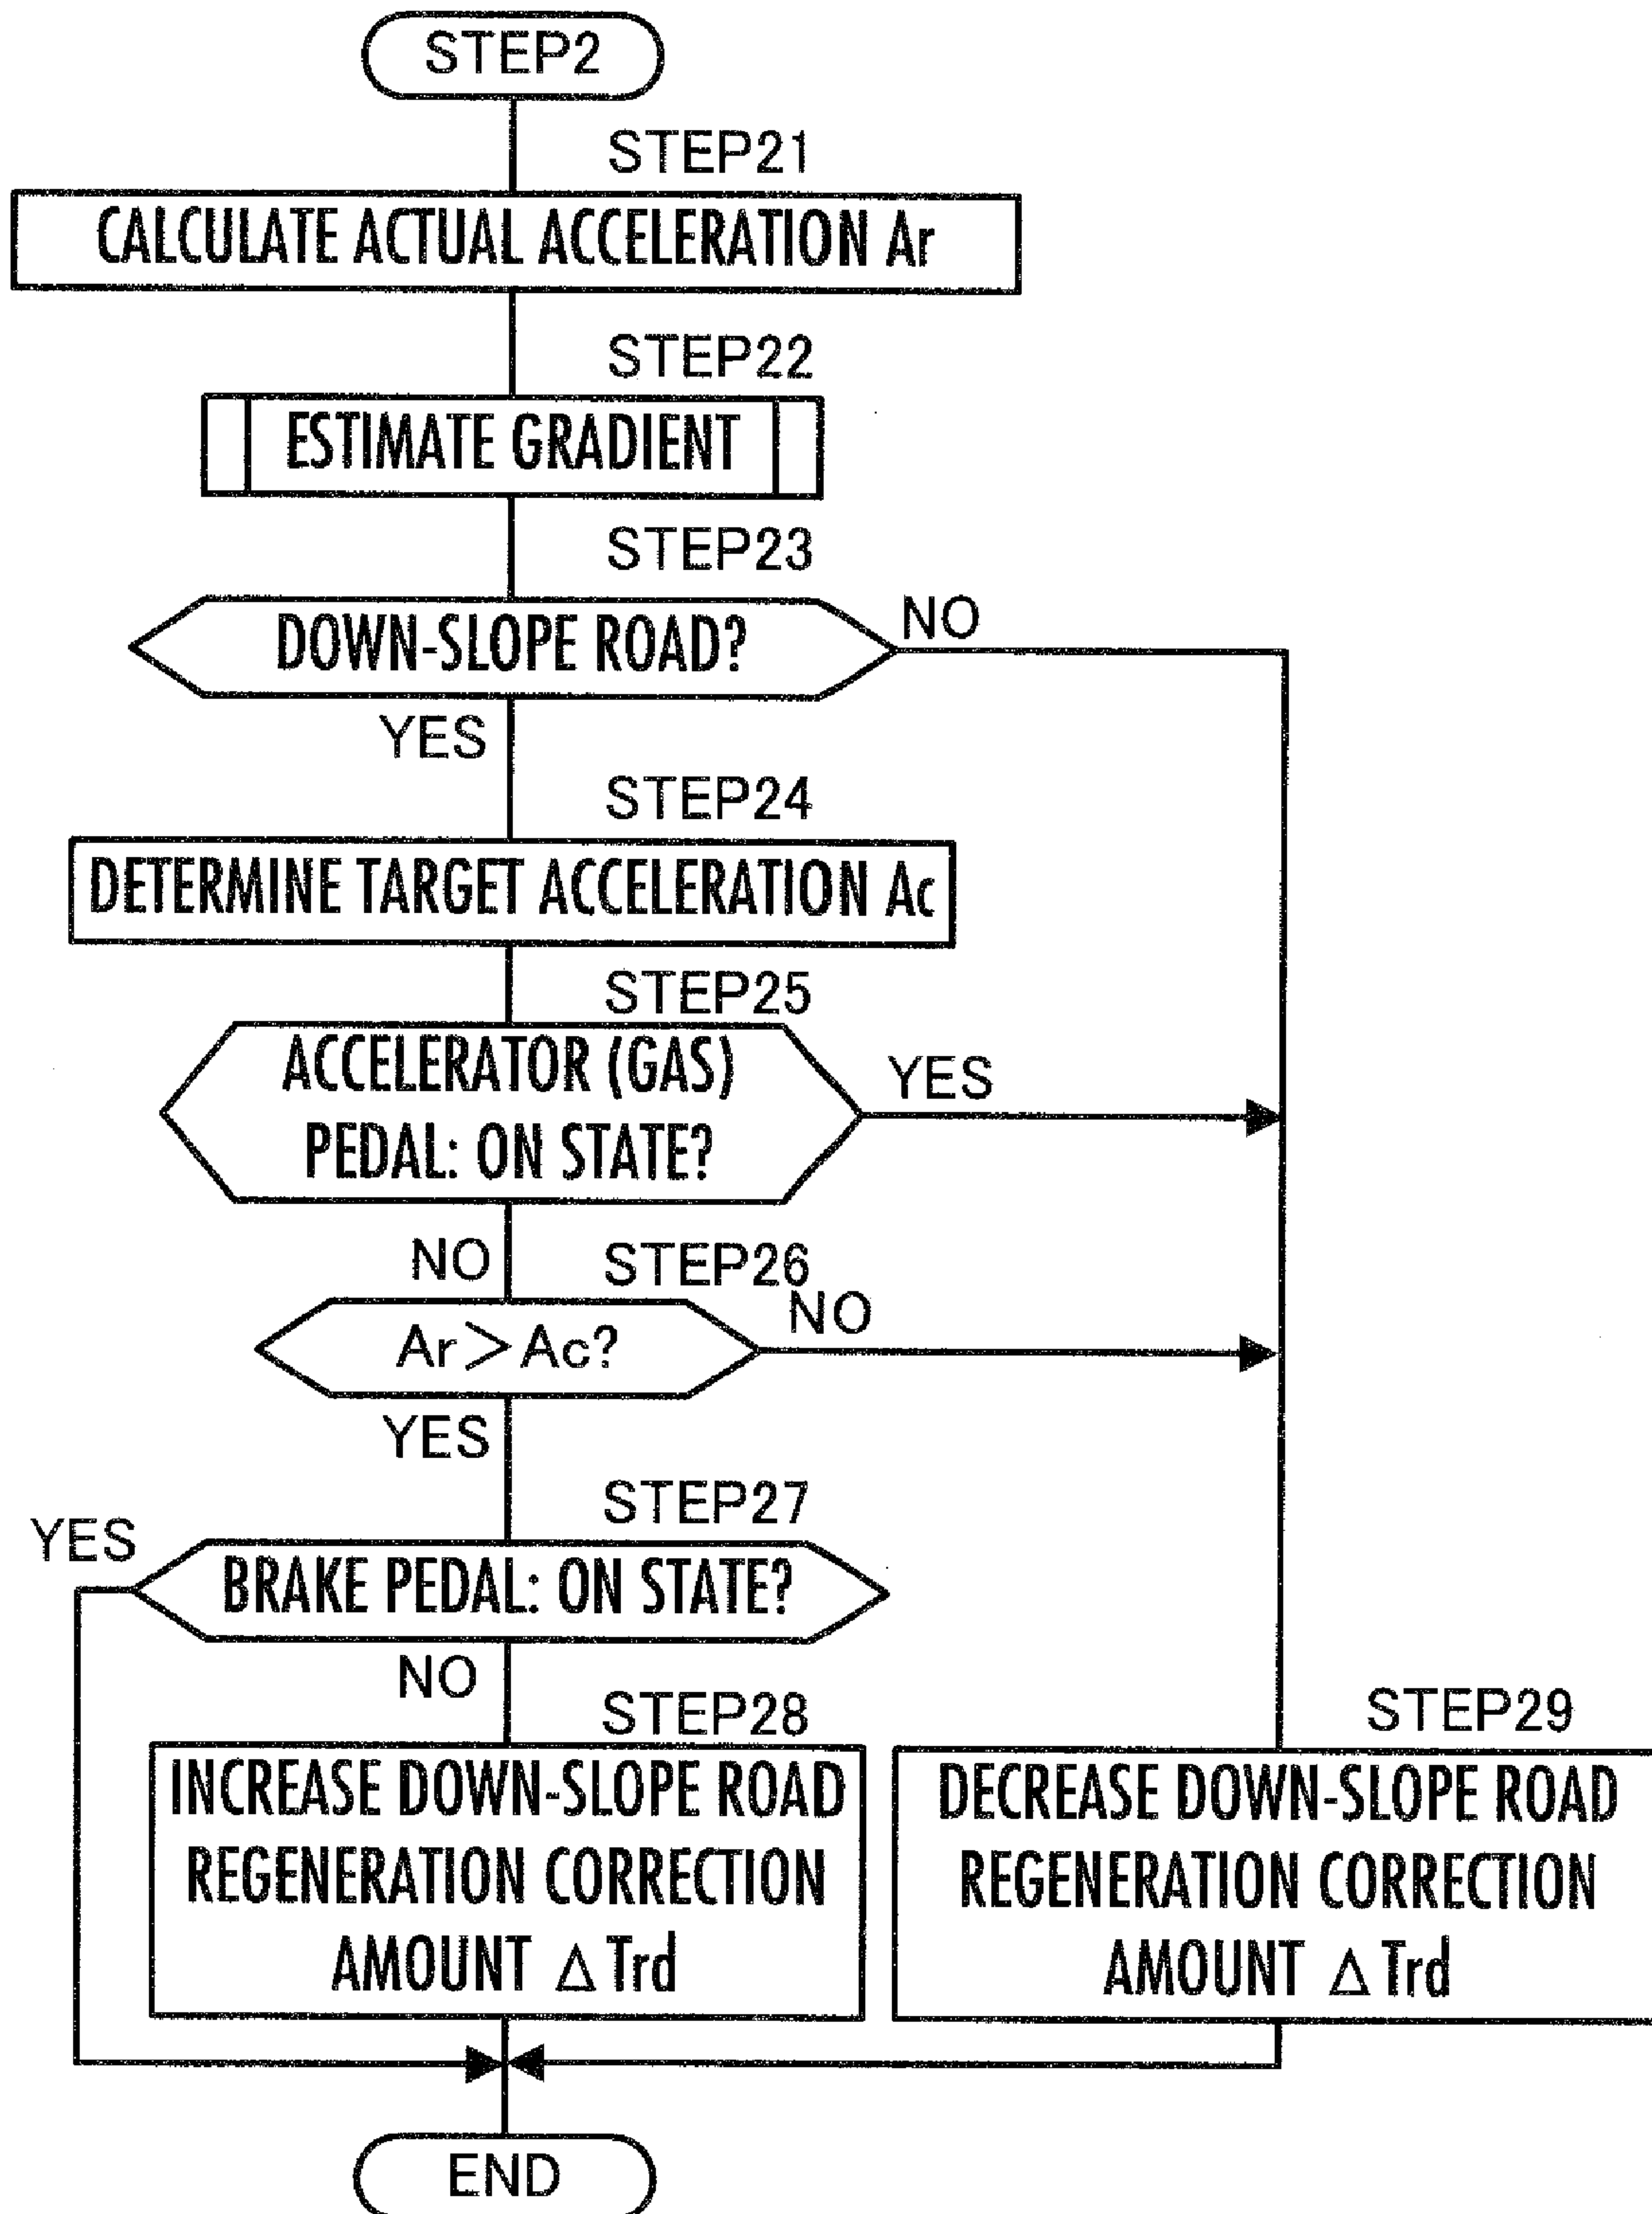 STEP2
STEP21
CALCULATE ACTUAL ACCELERATION Ar
STEP22
ESTIMATE GRADIENT
STEP23
DOWN-SLOPE ROAD?
NO
YES
STEP24
DETERMINE TARGET ACCELERATION Ac
STEP25
ACCELERATOR (GAS)
PEDAL: ON STATE?
YES
NO
STEP26
Ar>Ac?
NO
YES
STEP27
YES
BRAKE PEDAL: ON STATE?
NO
STEP28
INCREASE DOWN-SLOPE ROAD
REGENERATION CORRECTION
AMOUNT △ Trd
STEP29
DECREASE DOWN-SLOPE ROAD
REGENERATION CORRECTION
AMOUNT △ Trd
END